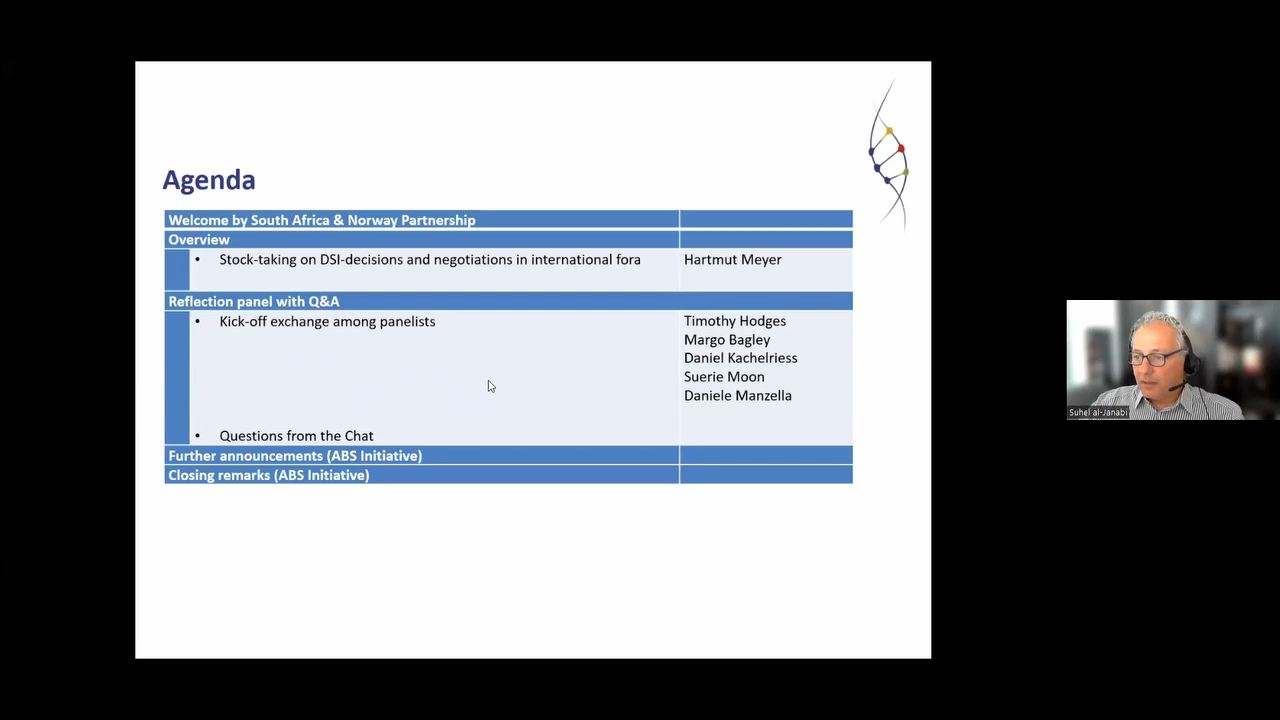 Agenda
Welcome by South Africa & Norway Partnership
Overview
• Stock-taking on DSI-decisions and negotiations in international fora
Hartmut Meyer
Reflection panel with Q&A
• Kick-off exchange among panelists
Timothy Hodges
Margo Bagley
Daniel Kachelriess
Suerie Moon
Daniele Manzella
• Questions from the Chat
Further announcements (ABS Initiative)
Closing remarks (ABS Initiative)
Suhel al-Janabi